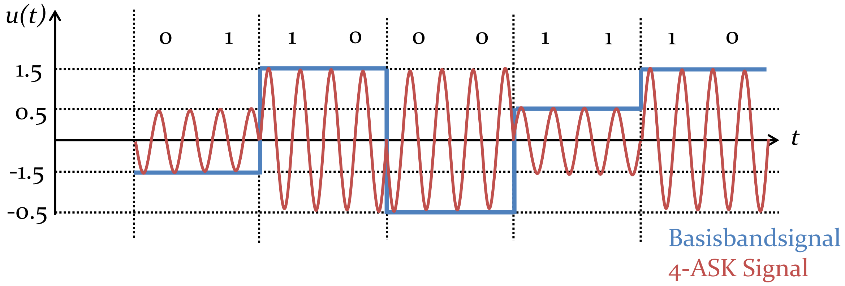 u(t)
0 1 1 0 0 0 1 1 1 0
1.5
0.5
t
-1.5
-0.5
Basisbandsignal
4-ASK Signal